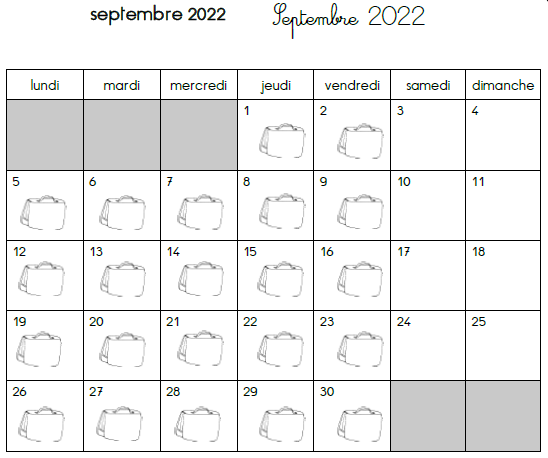 septembre 2022 Septembre 2022
lundi mardi mercredi jeudi vendredi samedi dimanche
1 2 3 4
5 6 7 8 9 10 11
12 13 14 15 16 17 18
19 20 21 22 23 24 25
26 27 28 29 30